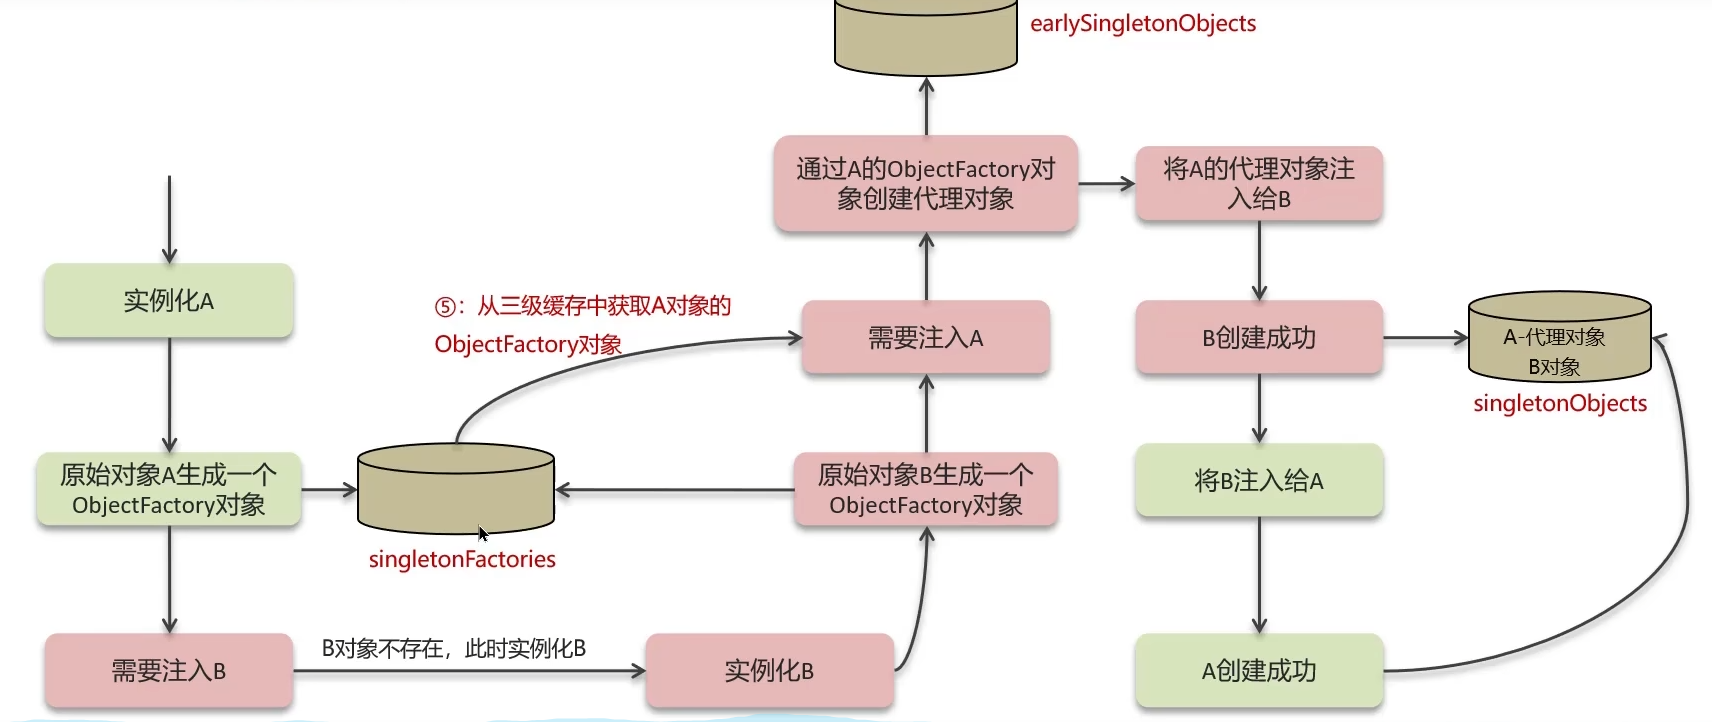 earlySingletonObjects
通过A的ObjectFactory对
象创建代理对象
将A的代理对象注
入给B
实例化A
⑤：从三级缓存中获取A对象的
ObjectFactory对象
需要注入A
B创建成功
A-代理对象
B对象
singletonObjects
原始对象A生成一个
ObjectFactory对象
singletonFactories
原始对象B生成一个
ObjectFactory对象
将B注入给A
需要注入B
B对象不存在，此时实例化B
实例化B
A创建成功